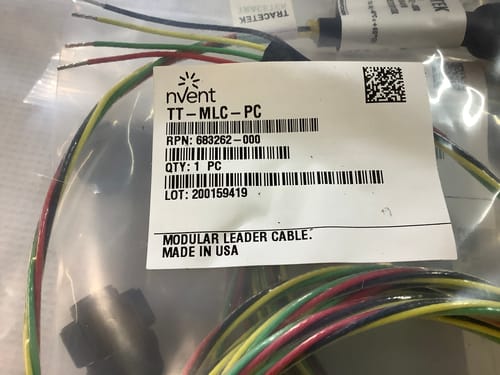 TRACETEK
nVent
TT-MLC-PC
RPN: 683262-000
QTY: 1 PC
LOT: 200159419
MODULAR LEADER CABLE.
MADE IN USA